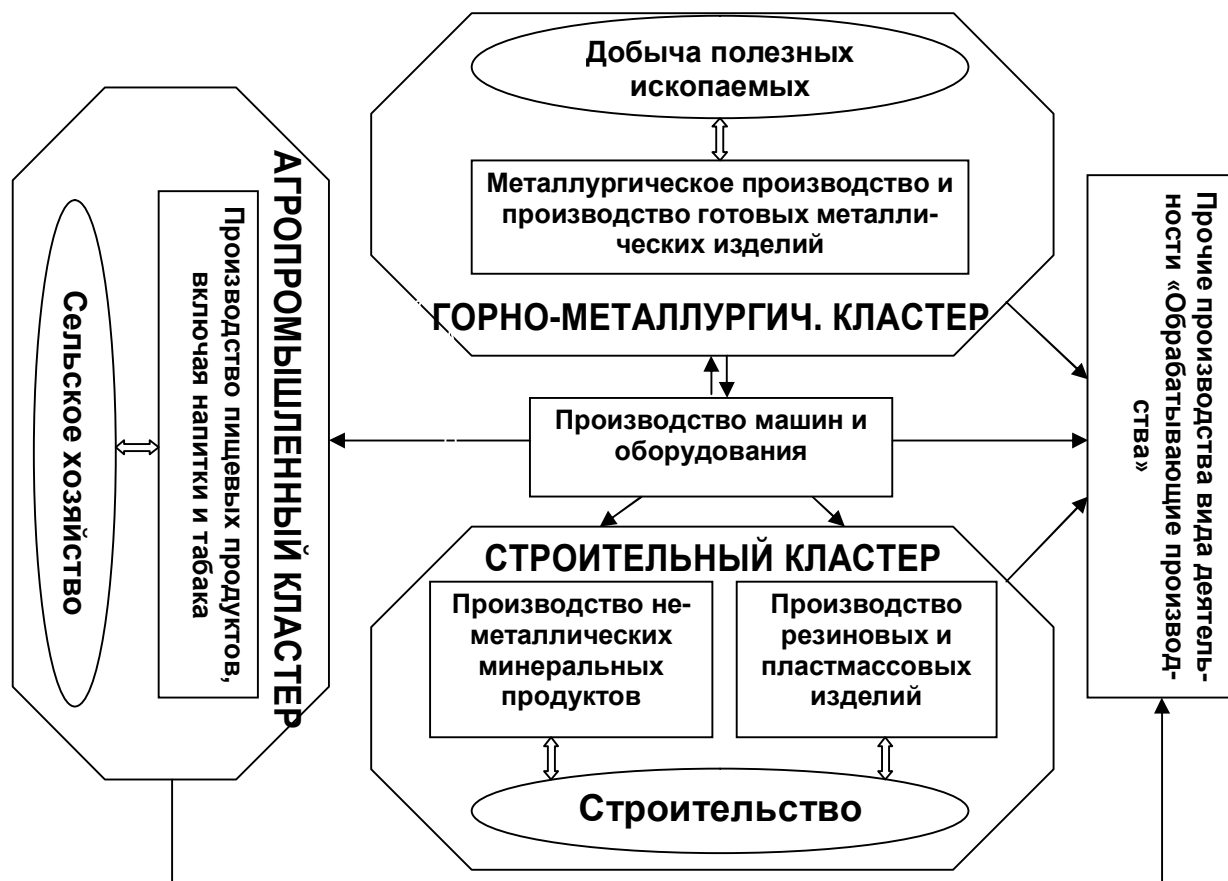 Добыча полезных
ископаемых
Металлургическое производство и
производство готовых металли-
ческих изделий
ГОРНО-МЕТАЛЛУРГИЧ. КЛАСТЕР
АГРОПРОМЫШЛЕННЫЙ КЛАСТЕР
Производство пищевых продуктов,
включая напитки и табака
Сельское хозяйство
Производство машин и
оборудования
СТРОИТЕЛЬНЫЙ КЛАСТЕР
Производство не-
металлических
минеральных
продуктов
Производство
резиновых и
пластмассовых
изделий
Строительство
Прочие производства вида деятель-
ности «Обрабатывающие производ-
ства»